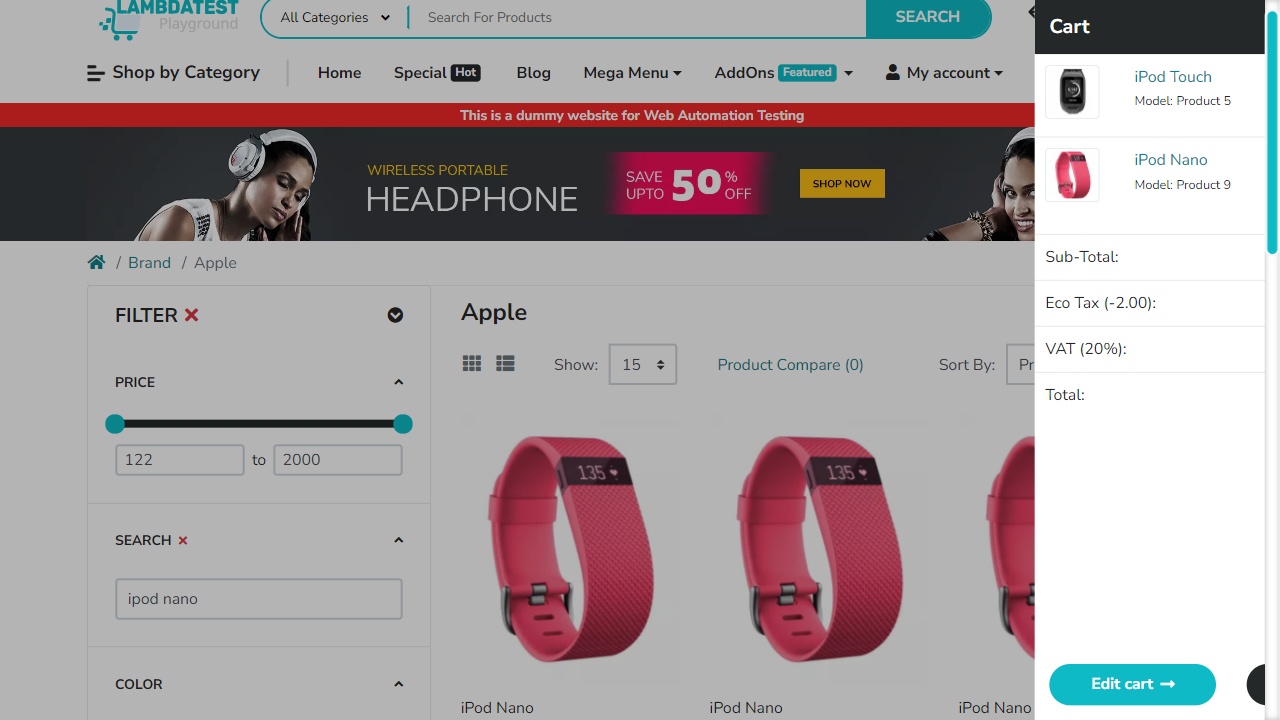 LAMBDATEST
Playground
All Categories
Search For Products
SEARCH
Shop by Category
Home
Special Hot
Blog
Mega Menu
AddOns Featured
My account
This is a dummy website for Web Automation Testing
WIRELESS PORTABLE
HEADPHONE
SAVE
UPTO
50
%
OFF
SHOP NOW
/ Brand / Apple
FILTER
PRICE
122 to 2000
SEARCH
ipod nano
COLOR
Apple
Show: 15
Product Compare (0)
Sort By:
135
135
iPod Nano
iPod Nano
iPod Nano
Cart
iPod Touch
Model: Product 5
iPod Nano
Model: Product 9
Sub-Total:
Eco Tax (-2.00):
VAT (20%):
Total:
Edit cart